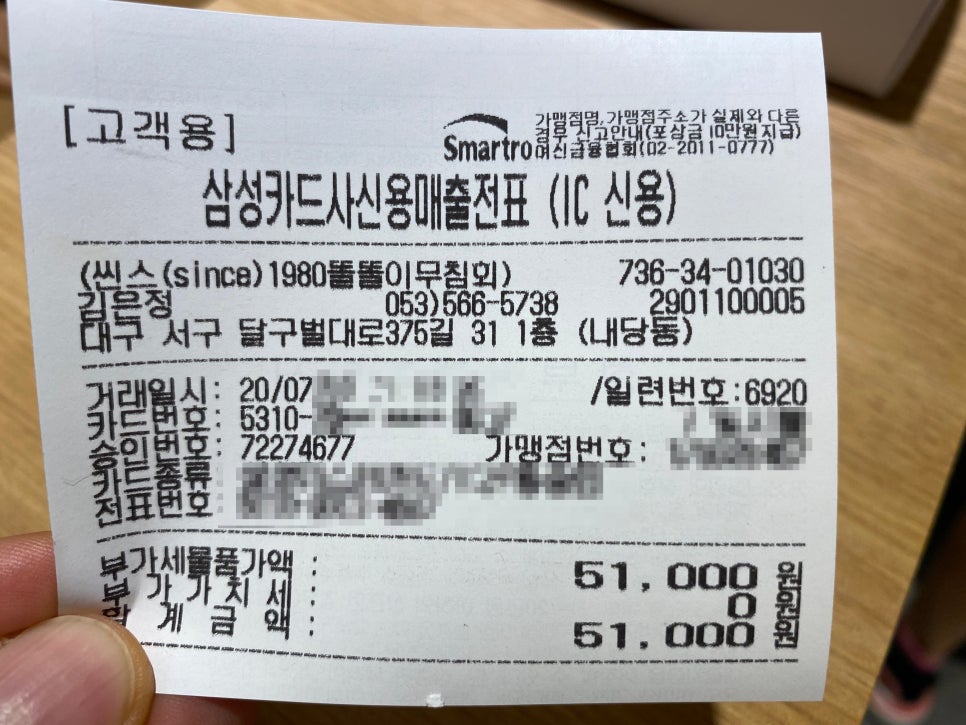 [고객용]
Smartro
가맹점명,가맹점주소가 실제와 다른
경우 신고안내(포상금 10만원지급)
여신금융협회(02-2011-0777)
삼성카드사신용매출전표 (IC 신용)
(씬스(since)1980똘똘이무침회) 736-34-01030
김은정 053)566-5738 2901100005
대구 서구 달구벌대로375길 31 1층 (내당동)
거래일시: 20/07 /일련번호:6920
카드번호: 5310-
승인번호: 72274677 가맹점번호:
카드종류
전표번호
부가세물품가액 : 51,000 원
부 가 가 치 세 : 0 원
합 계 금 액 : 51,000 원